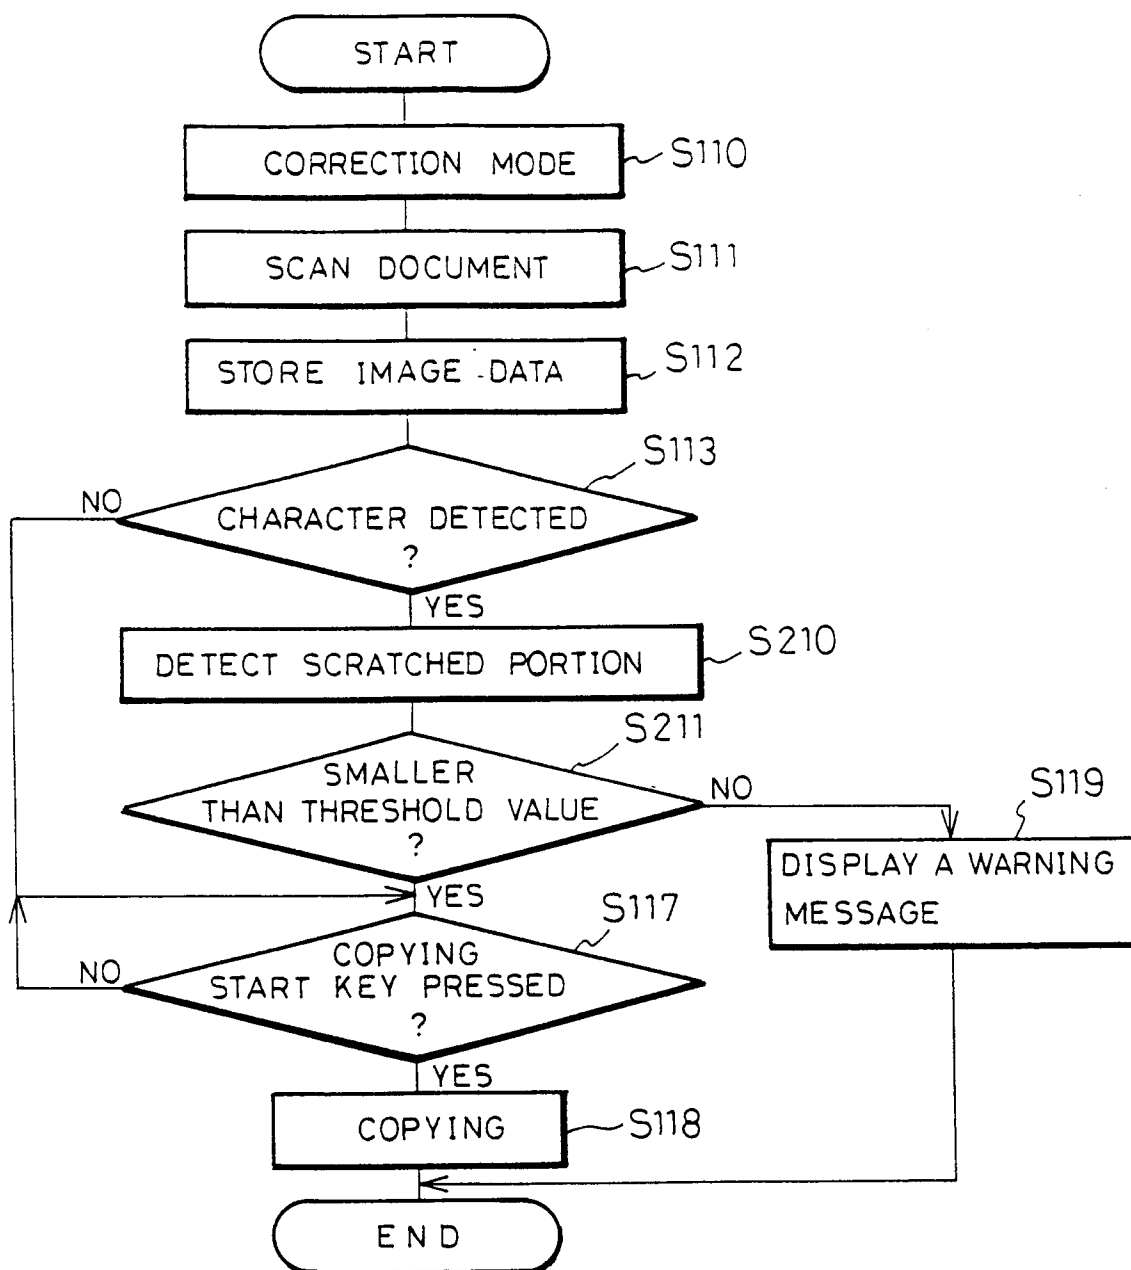 START
CORRECTION MODE
S110
SCAN DOCUMENT
S111
STORE IMAGE DATA
S112
S113
NO
CHARACTER DETECTED
?
YES
DETECT SCRATCHED PORTION
S210
S211
SMALLER
THAN THRESHOLD VALUE
?
NO
S119
DISPLAY A WARNING
MESSAGE
YES
S117
COPYING
START KEY PRESSED
?
NO
YES
COPYING
S118
END